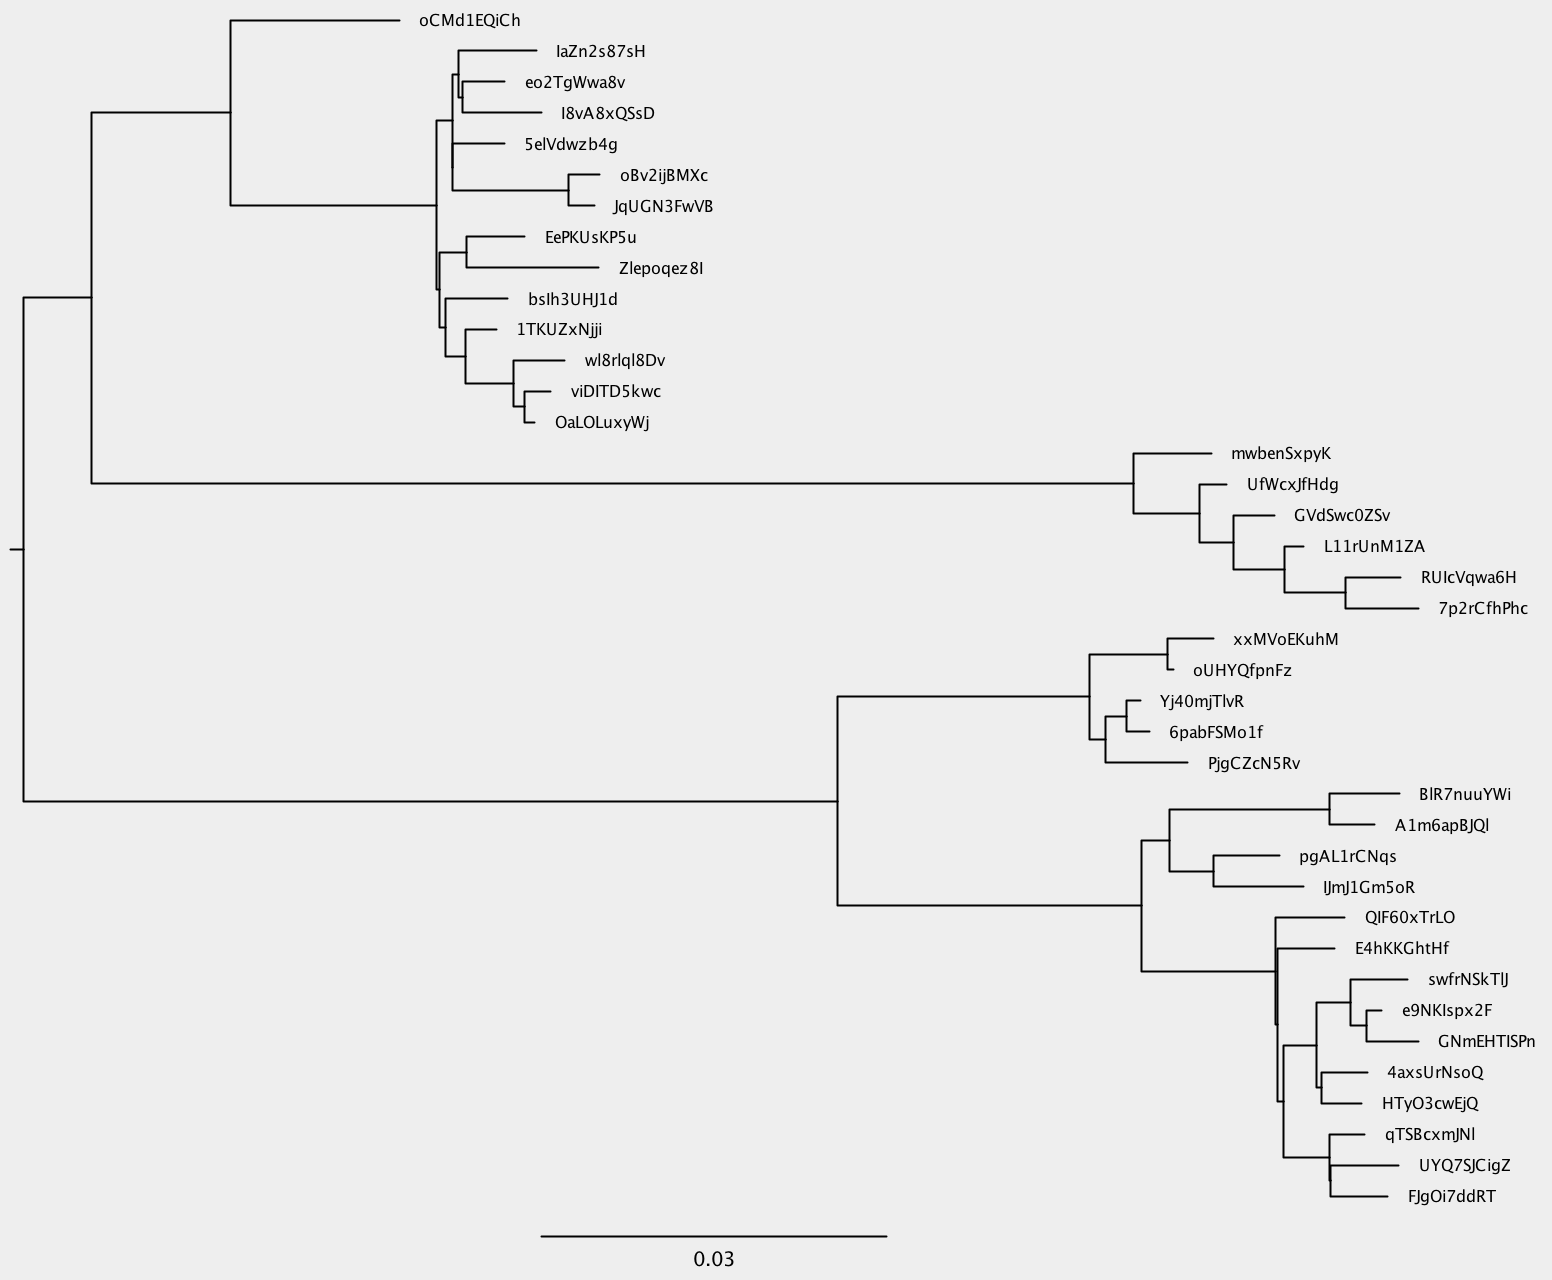 oCMd1EQiCh
IaZn2s87sH
eo2TgWwa8v
I8vA8xQSsD
5elVdwzb4g
oBv2ijBMXc
JqUGN3FwVB
EePKUsKP5u
Zlepoqez8I
bsIh3UHJ1d
1TKUZxNjji
wl8rlql8Dv
viDITD5kwc
OaLOLuxyWj
mwbenSxpyK
UfWcxJfHdg
GVdSwc0ZSv
L11rUnM1ZA
RUIcVqwa6H
7p2rCfhPhc
xxMVoEKuhM
oUHYQfpnFz
Yj40mjTlvR
6pabFSMo1f
PjgCZcN5Rv
BlR7nuuYWi
A1m6apBJQl
pgAL1rCNqs
IJmJ1Gm5oR
QIF60xTrLO
E4hKKGhtHf
swfrNSkTlJ
e9NKIspx2F
GNmEHTISPn
4axsUrNsoQ
HTyO3cwEjQ
qTSBcxmJNl
UYQ7SJCigZ
FJgOi7ddRT
0.03